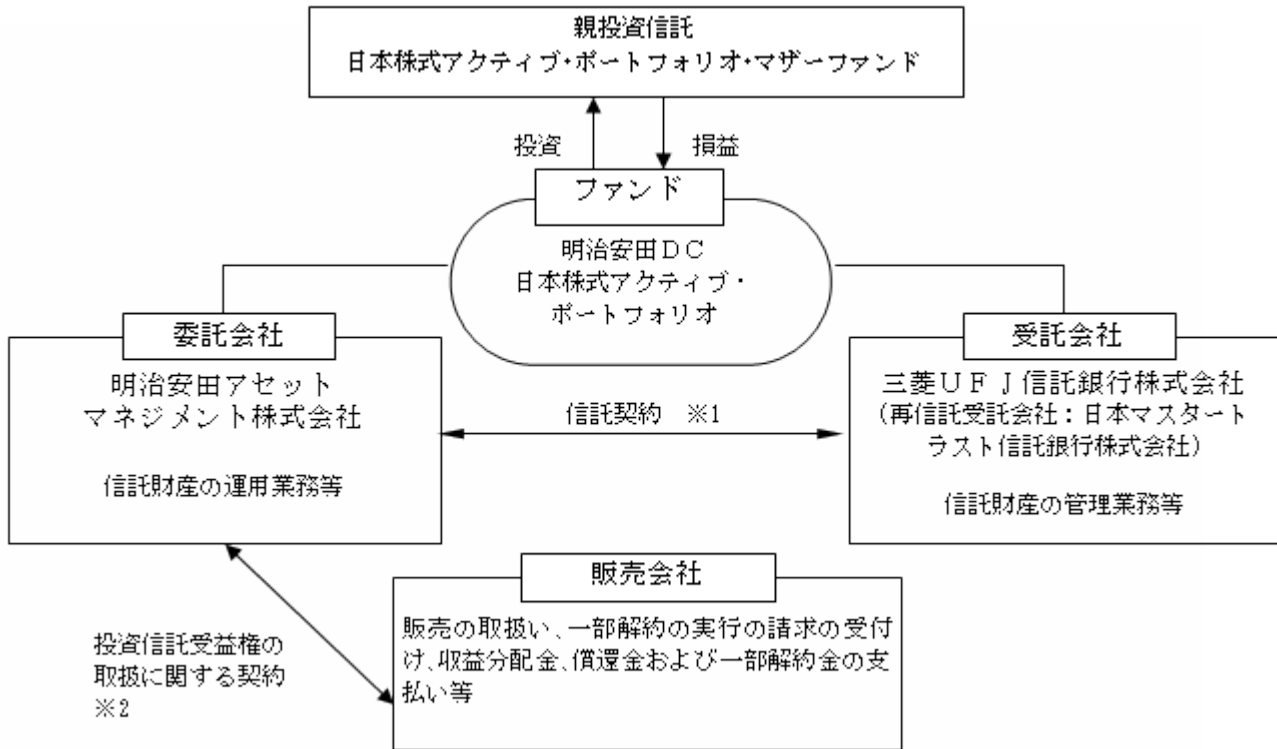 親投資信託
日本株式アクティブ・ポートフォリオ・マザーファンド
投資
損益
ファンド
明治安田DC
日本株式アクティブ・
ポートフォリオ
委託会社
明治安田アセット
マネジメント株式会社
信託財産の運用業務等
信託契約　※1
受託会社
三菱UFJ信託銀行株式会社
(再信託受託会社：日本マスタート
ラスト信託銀行株式会社)
信託財産の管理業務等
販売会社
販売の取扱い、一部解約の実行の請求の受付
け、収益分配金、償還金および一部解約金の支
払い等
投資信託受益権の
取扱に関する契約
※2